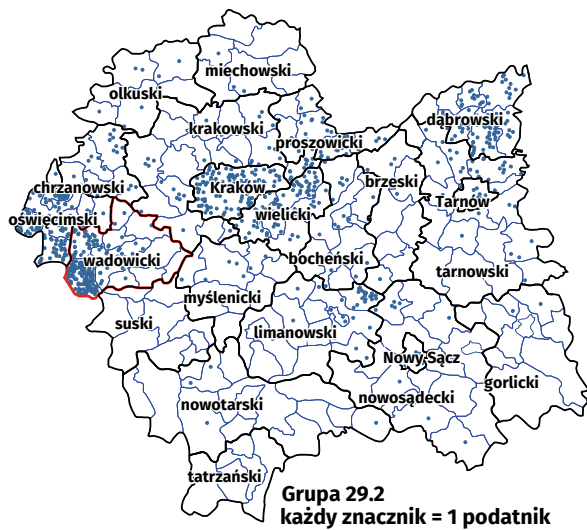 miechowski
olkuski
krakowski
proszowicki
dąbrowski
chrzanowski
Kraków
brzeski
Tarnów
oświęcimski
wielicki
wadowicki
bocheński
tarnowski
myślenicki
suski
limanowski
Nowy Sącz
gorlicki
nowotarski
nowosądecki
tatrzański
Grupa 29.2
każdy znacznik = 1 podatnik